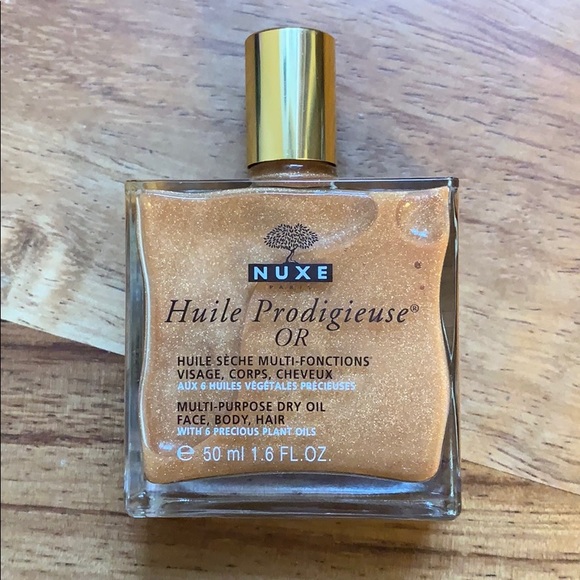 NUXE
PARIS
Huile Prodigieuse®
OR
HUILE SÈCHE MULTI-FONCTIONS
VISAGE, CORPS, CHEVEUX
AUX 6 HUILES VÉGÉTALES PRÉCIEUSES
MULTI-PURPOSE DRY OIL
FACE, BODY, HAIR
WITH 6 PRECIOUS PLANT OILS
℮ 50 ml 1.6 FL.OZ.